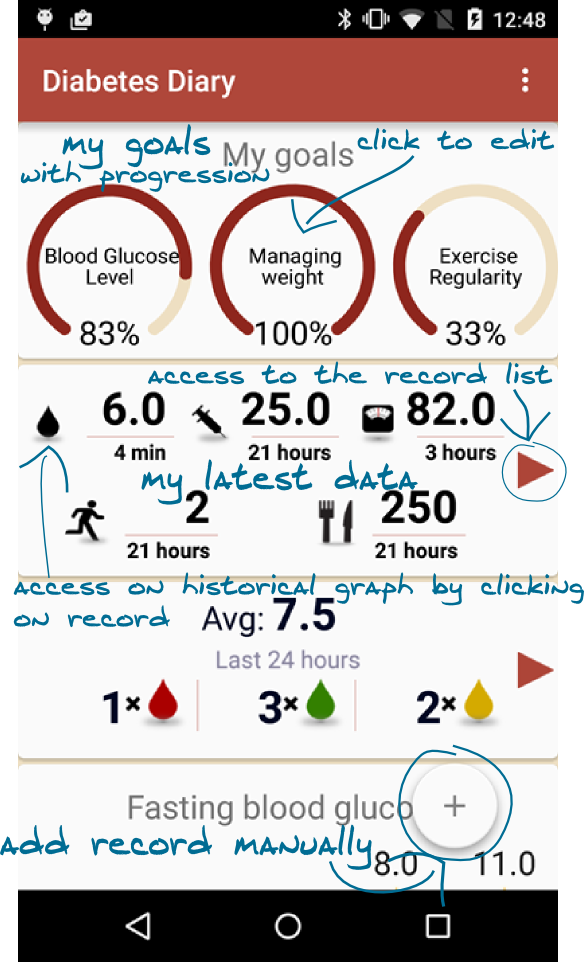 12:48
Diabetes Diary
my goals
My goals
click to edit
with progression
Blood Glucose
Level
Managing
weight
Exercise
Regularity
83%
100%
33%
Access to the record list
6.0
25.0
82.0
4 min
21 hours
3 hours
My latest data
2
250
21 hours
21 hours
Access on historical graph by clicking
on record
Avg: 7.5
Last 24 hours
1×
3×
2×
+
Fasting blood gluco
Add record manually
8.0
11.0